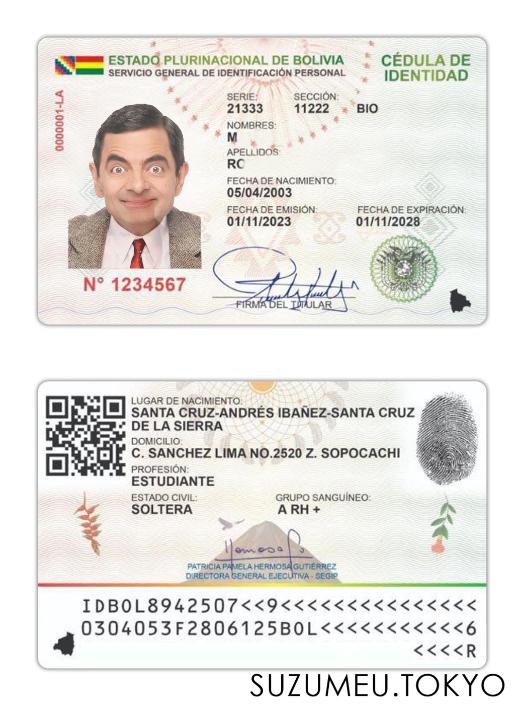 ESTADO PLURINACIONAL DE BOLIVIA
SERVICIO GENERAL DE IDENTIFICACIÓN PERSONAL
CÉDULA DE
IDENTIDAD
0000001-LA
SERIE: SECCIÓN:
21333 11222 BIO
NOMBRES:
M
APELLIDOS:
RC
FECHA DE NACIMIENTO:
05/04/2003
FECHA DE EMISIÓN: FECHA DE EXPIRACIÓN:
01/11/2023 01/11/2028
N° 1234567
FIRMA DEL TITULAR
LUGAR DE NACIMIENTO:
SANTA CRUZ-ANDRÉS IBAÑEZ-SANTA CRUZ
DE LA SIERRA
DOMICILIO:
C. SANCHEZ LIMA NO.2520 Z. SOPOCACHI
PROFESIÓN:
ESTUDIANTE
ESTADO CIVIL: GRUPO SANGUÍNEO:
SOLTERA A RH +
PATRICIA PAMELA HERMOSA GUTIÉRREZ
DIRECTORA GENERAL EJECUTIVA - SEGIP
IDBOL8942507<<9<<<<<<<<<<<<<<<
0304053F2806125BOL<<<<<<<<<<<6
<<<<R
SUZUMEU.TOKYO